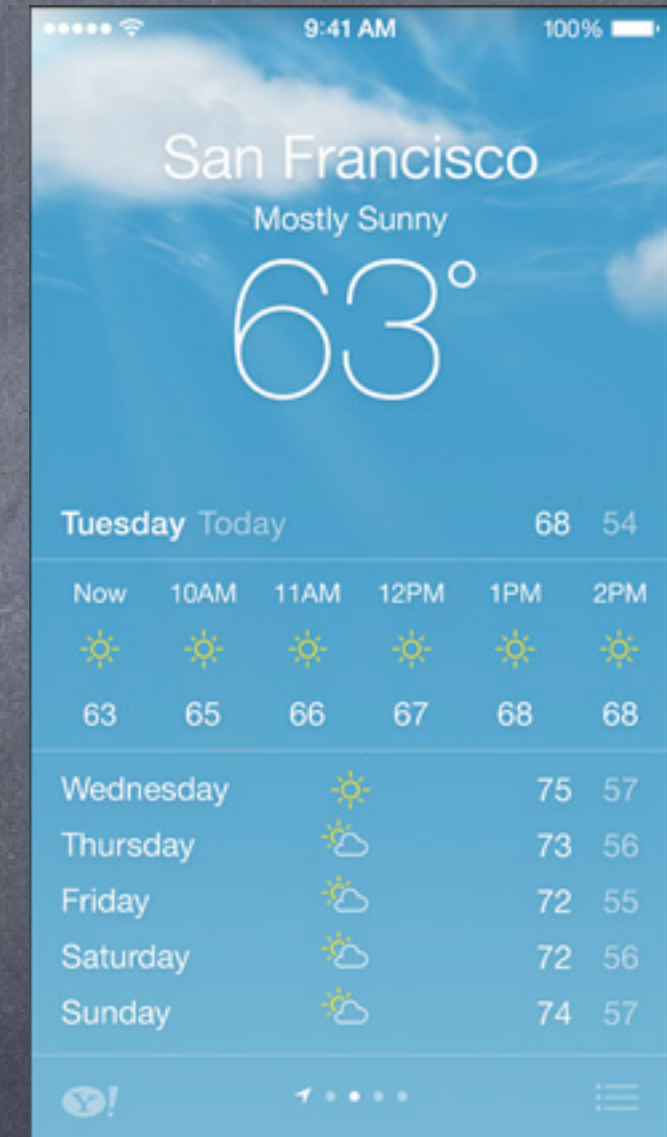 9:41 AM 100%
San Francisco
Mostly Sunny
63°
Tuesday Today 68 54
Now 10AM 11AM 12PM 1PM 2PM
63 65 66 67 68 68
Wednesday 75 57
Thursday 73 56
Friday 72 55
Saturday 72 56
Sunday 74 57
Y!